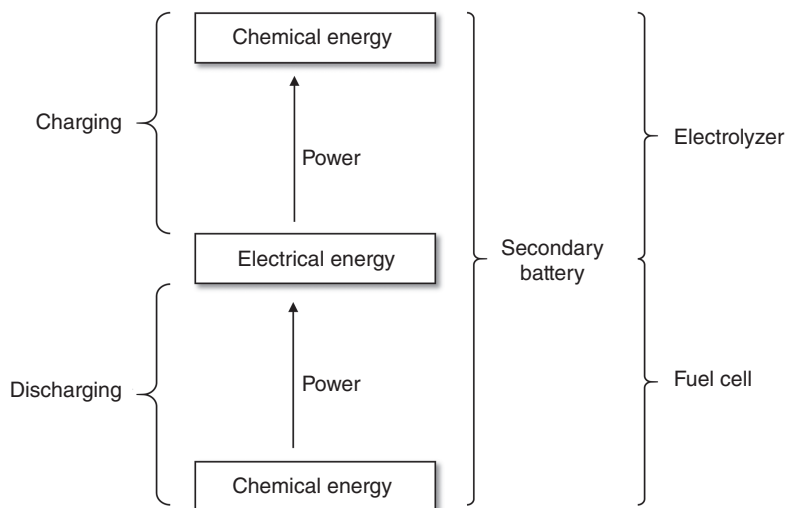 Chemical energy
Charging
Electrolyzer
Power
Electrical energy
Secondary
battery
Discharging
Power
Fuel cell
Chemical energy